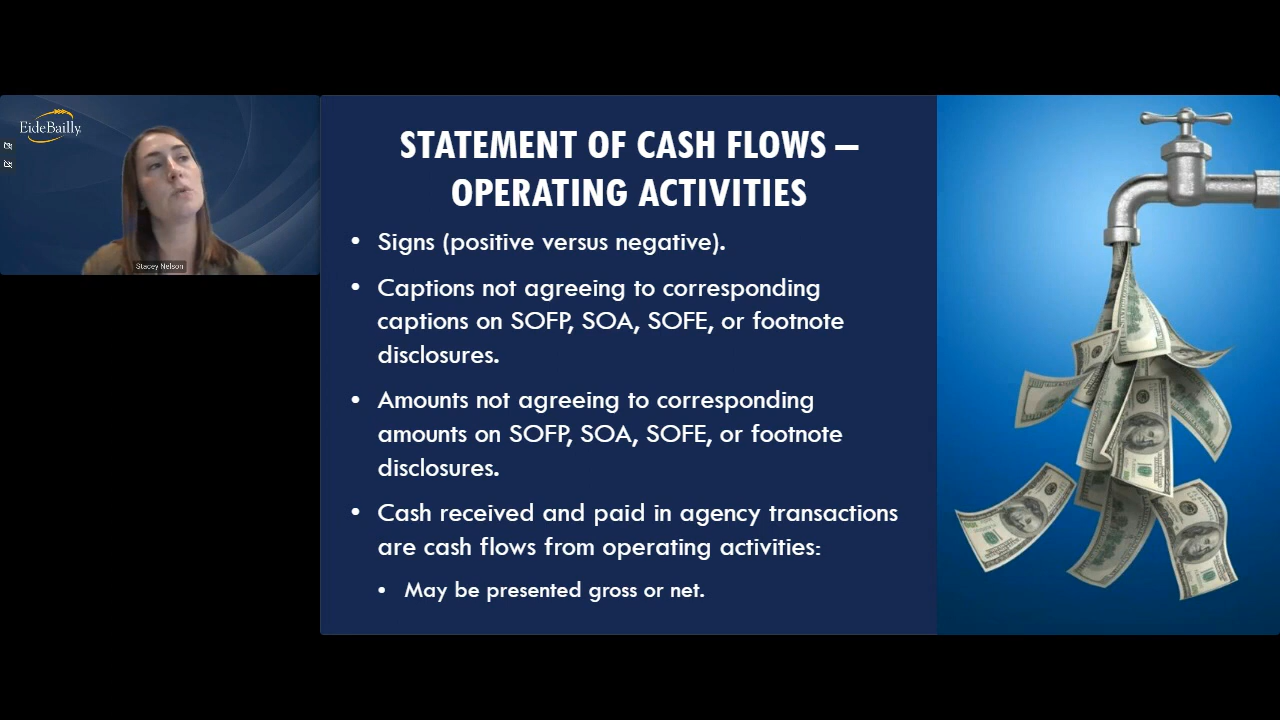 EideBailly
Stacey Nelson
STATEMENT OF CASH FLOWS –
OPERATING ACTIVITIES
• Signs (positive versus negative).
• Captions not agreeing to corresponding
captions on SOFP, SOA, SOFE, or footnote
disclosures.
• Amounts not agreeing to corresponding
amounts on SOFP, SOA, SOFE, or footnote
disclosures.
• Cash received and paid in agency transactions
are cash flows from operating activities:
• May be presented gross or net.